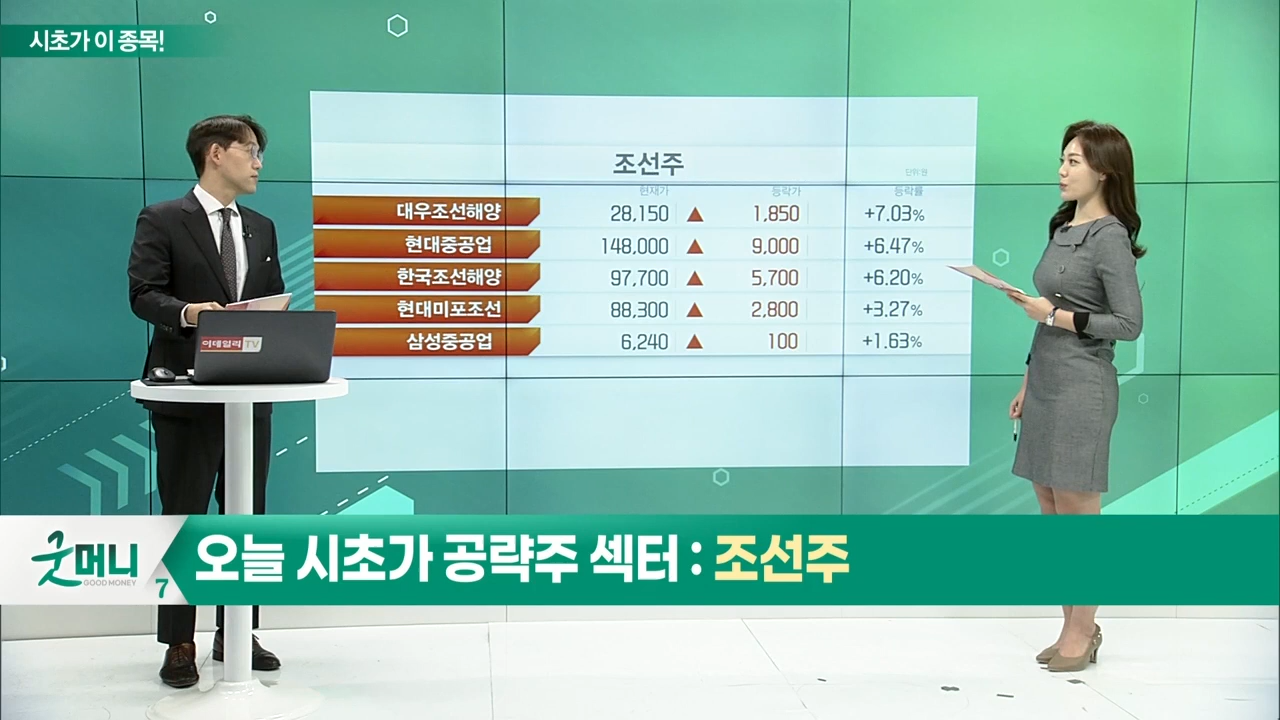 시초가 이 종목!
조선주
단위:원
현재가 등락가 등락률
대우조선해양 28,150 ▲ 1,850 +7.03%
현대중공업 148,000 ▲ 9,000 +6.47%
한국조선해양 97,700 ▲ 5,700 +6.20%
현대미포조선 88,300 ▲ 2,800 +3.27%
삼성중공업 6,240 ▲ 100 +1.63%
이데일리TV
굿머니
GOOD MONEY
7
오늘 시초가 공략주 섹터 : 조선주